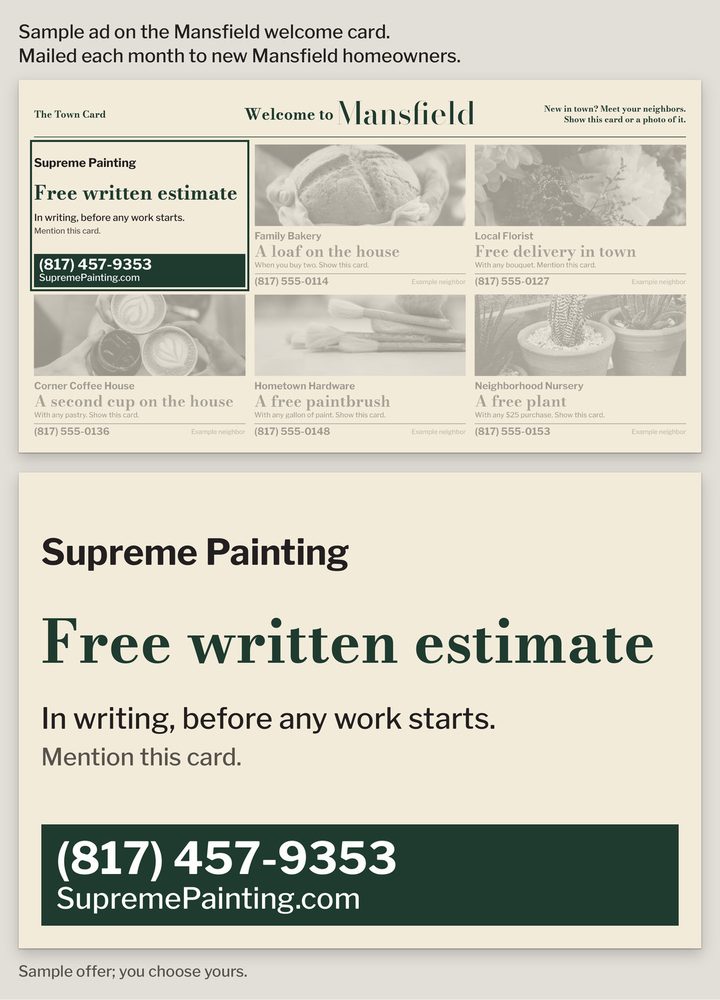 Sample ad on the Mansfield welcome card.
Mailed each month to new Mansfield homeowners.
The Town Card
Welcome to Mansfield
New in town? Meet your neighbors.
Show this card or a photo of it.
Supreme Painting
Free written estimate
In writing, before any work starts.
Mention this card.
(817) 457-9353
SupremePainting.com
Family Bakery
A loaf on the house
When you buy two. Show this card.
(817) 555-0114
Example neighbor
Local Florist
Free delivery in town
With any bouquet. Mention this card.
(817) 555-0127
Example neighbor
Corner Coffee House
A second cup on the house
With any pastry. Show this card.
(817) 555-0136
Example neighbor
Hometown Hardware
A free paintbrush
With any gallon of paint. Show this card.
(817) 555-0148
Example neighbor
Neighborhood Nursery
A free plant
With any $25 purchase. Show this card.
(817) 555-0153
Example neighbor
Supreme Painting
Free written estimate
In writing, before any work starts.
Mention this card.
(817) 457-9353
SupremePainting.com
Sample offer; you choose yours.